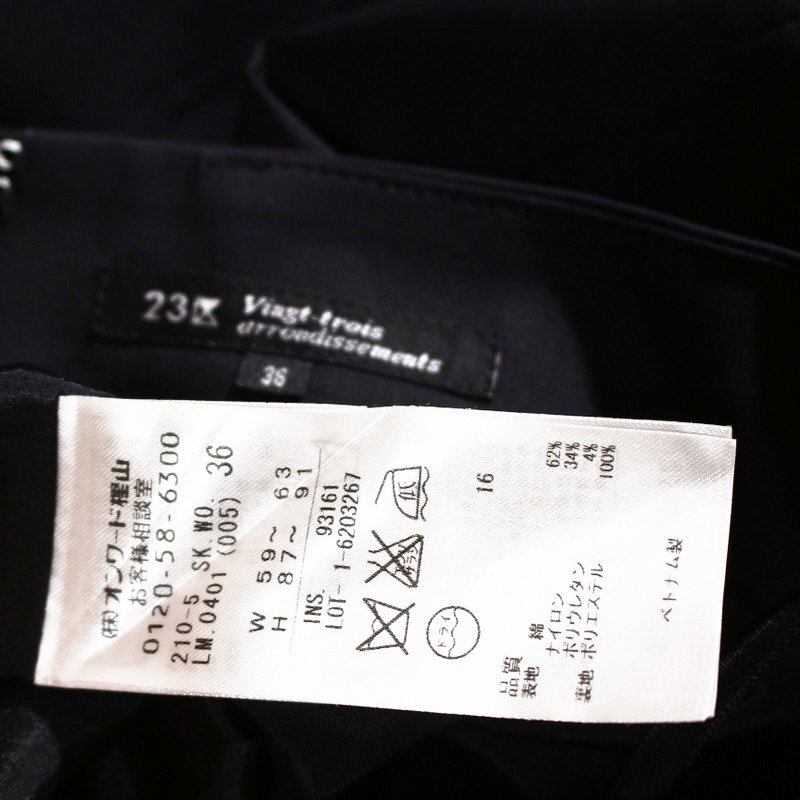 23区
Vingt-trois
arrondissements
36
(株)オンワード樫山
お客様相談室
0120-58-6300
210-5 SK.WO. 36
LM.0401 (005)
W 59~ 63
H 87~ 91
INS. 93161
LOT- 1-6203267
ドライ
16
品質
表地 綿 62%
ナイロン 34%
ポリウレタン 4%
裏地 ポリエステル 100%
ベトナム製